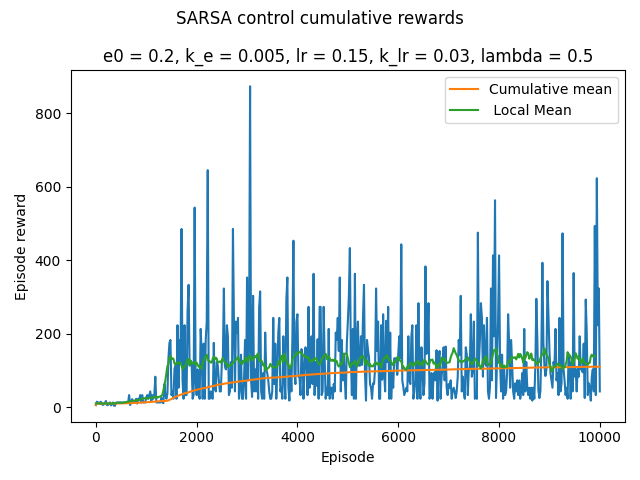 SARSA control cumulative rewards
e0 = 0.2, k_e = 0.005, lr = 0.15, k_lr = 0.03, lambda = 0.5
Cumulative mean
Local Mean
Episode reward
800
600
400
200
0
0 2000 4000 6000 8000 10000
Episode